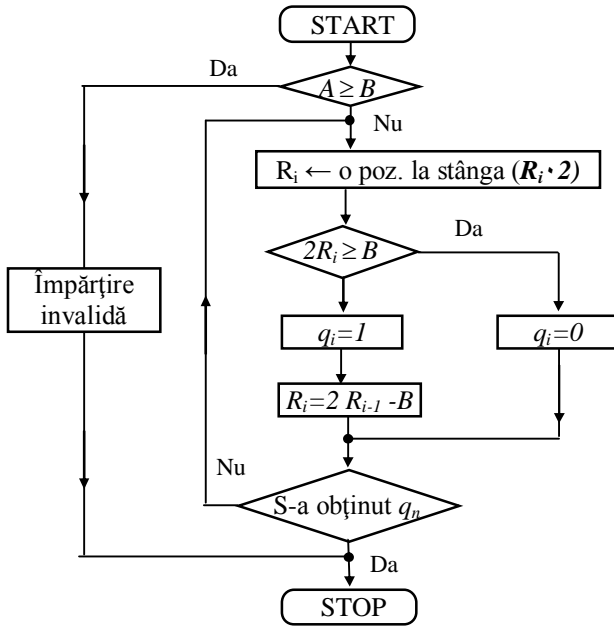 START
Da
A ≥ B
Nu
Rᵢ ← o poz. la stânga (Rᵢ · 2)
Da
2Rᵢ ≥ B
Împărţire
invalidă
qᵢ=1
qᵢ=0
Rᵢ=2 Rᵢ₋₁ -B
Nu
S-a obţinut qₙ
Da
STOP